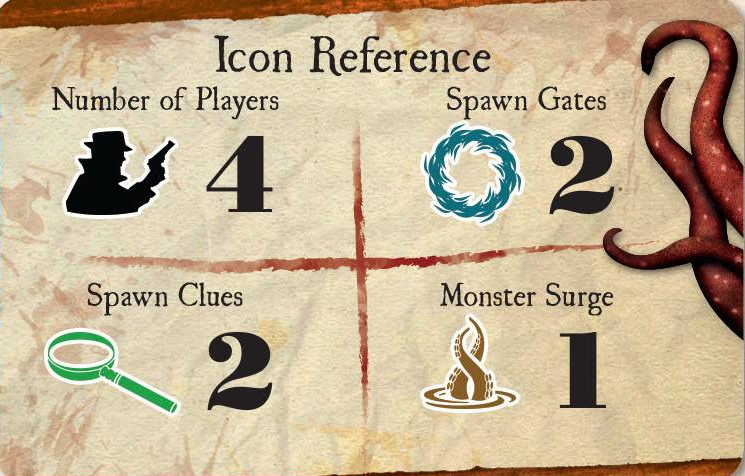 Icon Reference
Number of Players
4
Spawn Gates
2
Spawn Clues
2
Monster Surge
1